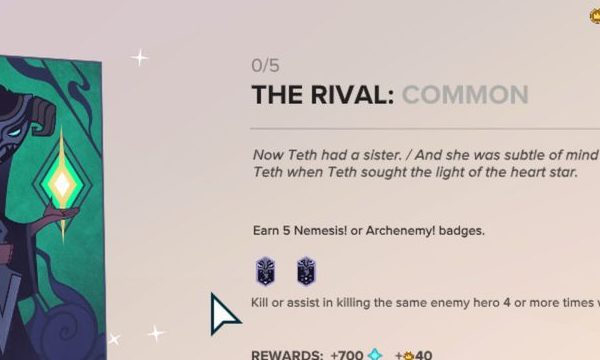 0/5
THE RIVAL: COMMON
Now Teth had a sister. / And she was subtle of mind
Teth when Teth sought the light of the heart star.
Earn 5 Nemesis! or Archenemy! badges.
Kill or assist in killing the same enemy hero 4 or more times
REWARDS: +700 +40